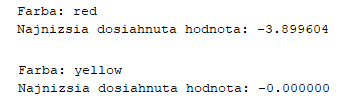 Farba: red
Najnizsia dosiahnuta hodnota: -3.899604
Farba: yellow
Najnizsia dosiahnuta hodnota: -0.000000